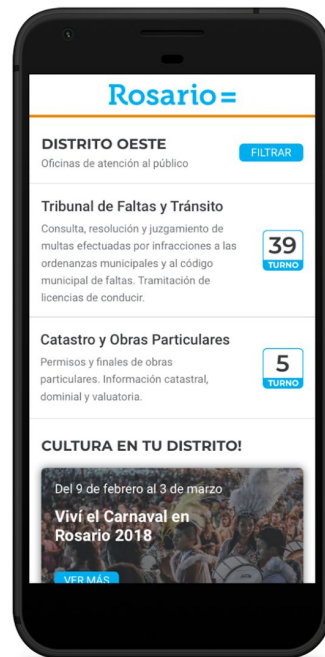 Rosario=
DISTRITO OESTE
FILTRAR
Oficinas de atención al público
Tribunal de Faltas y Tránsito
Consulta, resolución y juzgamiento de
multas efectuadas por infracciones a las
ordenanzas municipales y al código
municipal de faltas. Tramitación de
licencias de conducir.
39
TURNO
Catastro y Obras Particulares
Permisos y finales de obras
particulares. Información catastral,
dominial y valuatoria.
5
TURNO
CULTURA EN TU DISTRITO!
Del 9 de febrero al 3 de marzo
Viví el Carnaval en
Rosario 2018
VER MÁS